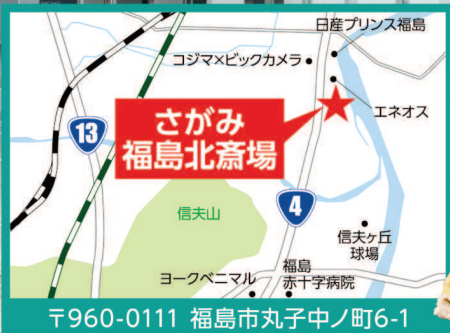 日産プリンス福島
コジマ×ビックカメラ
エネオス
さがみ
福島北斎場
13
4
信夫山
信夫ヶ丘
球場
福島
赤十字病院
ヨークベニマル
〒960-0111 福島市丸子中ノ町6-1